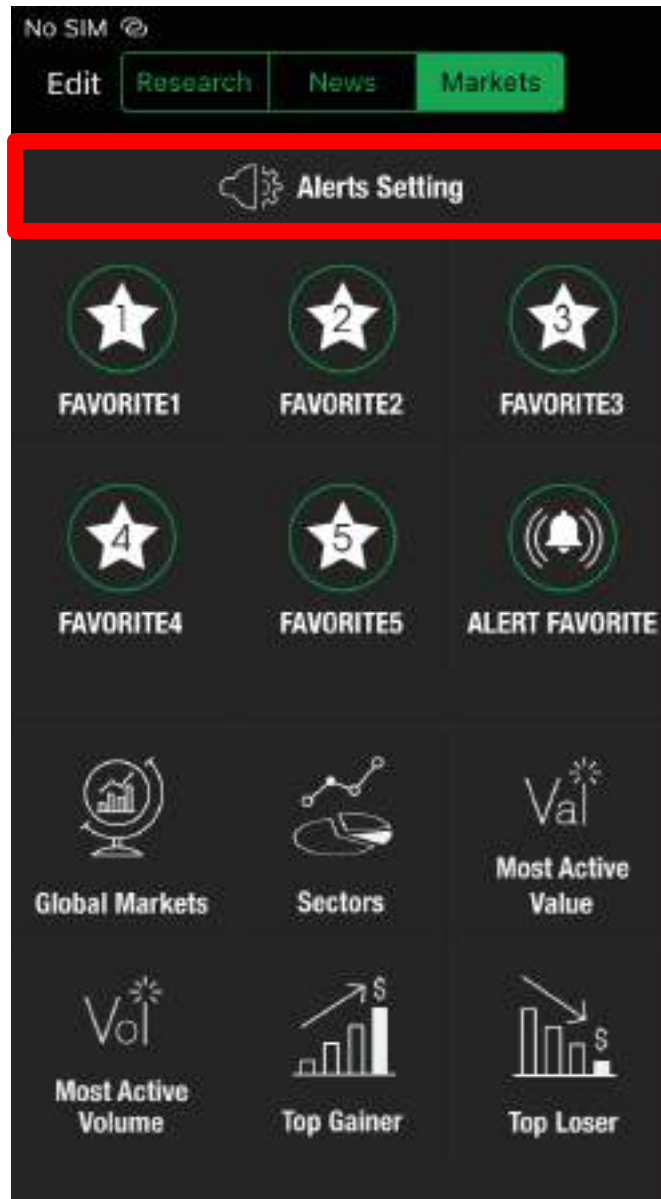 No SIM
Edit Research News Markets
Alerts Setting
1 2 3
FAVORITE1 FAVORITE2 FAVORITE3
4 5
FAVORITE4 FAVORITE5 ALERT FAVORITE
Val
Global Markets Sectors Most Active
Value
Vol $ $
Most Active
Volume Top Gainer Top Loser